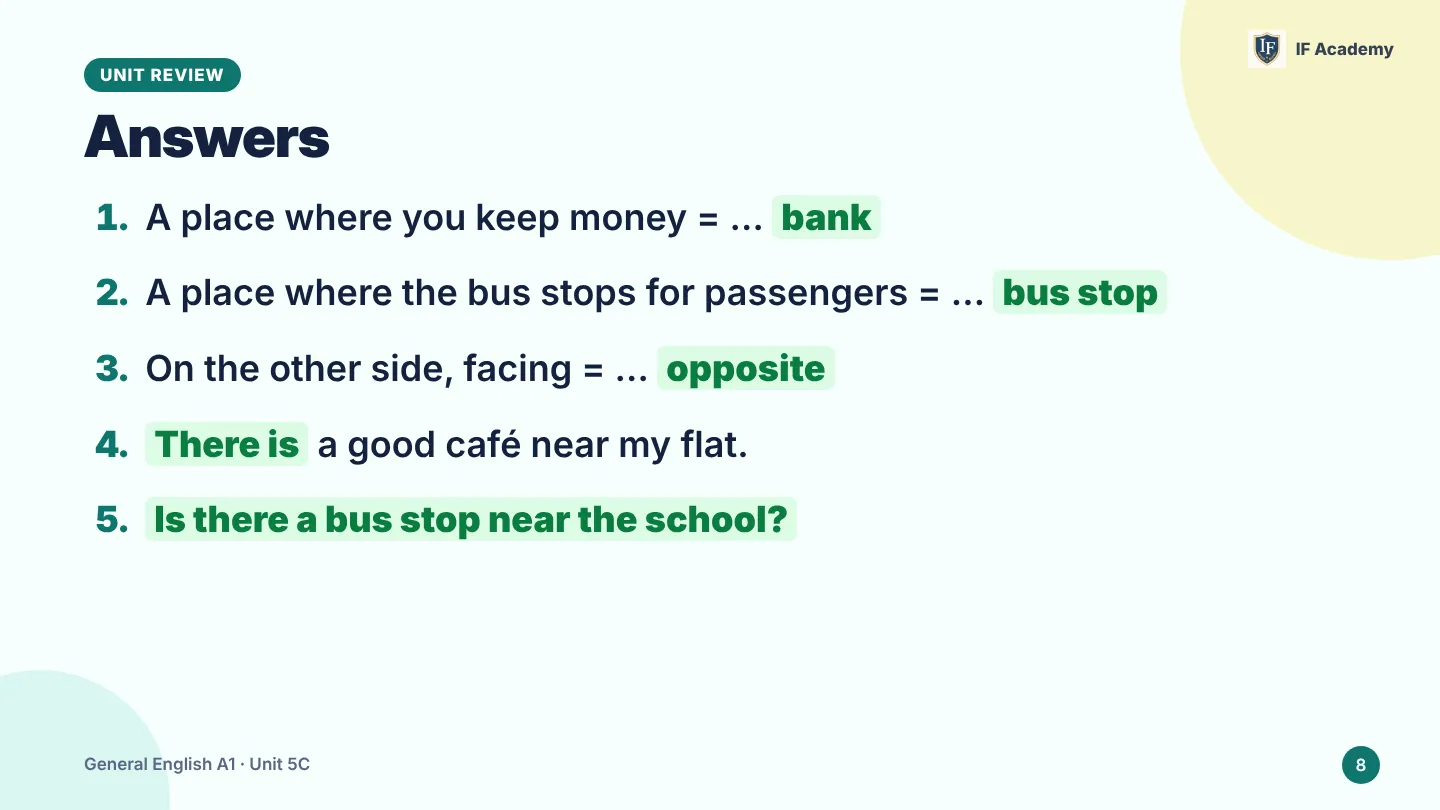 IF
IF Academy
UNIT REVIEW
Answers
1. A place where you keep money = ... bank
2. A place where the bus stops for passengers = ... bus stop
3. On the other side, facing = ... opposite
4. There is a good café near my flat.
5. Is there a bus stop near the school?
General English A1 · Unit 5C
8